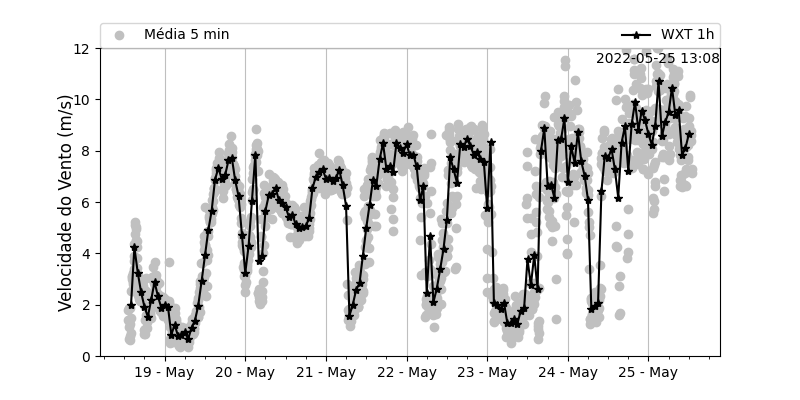 Média 5 min
WXT 1h
2022-05-25 13:08
Velocidade do Vento (m/s)
12
10
8
6
4
2
0
19 - May
20 - May
21 - May
22 - May
23 - May
24 - May
25 - May